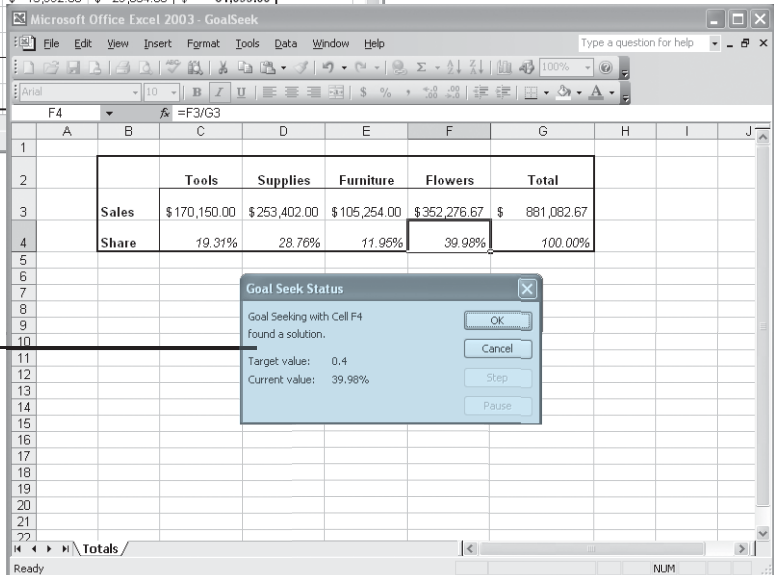 Microsoft Office Excel 2003 - GoalSeek
File Edit View Insert Format Tools Data Window Help Type a question for help
100%
Arial 10 B I U $ % ,
F4 fx =F3/G3
A B C D E F G H I J
1
2 Tools Supplies Furniture Flowers Total
3 Sales $170,150.00 $253,402.00 $105,254.00 $352,276.67 $ 881,082.67
4 Share 19.31% 28.76% 11.95% 39.98% 100.00%
5
6
7
8
9
10
11
12
13
14
15
16
17
18
19
20
21
22
Goal Seek Status
Goal Seeking with Cell F4
found a solution.
Target value: 0.4
Current value: 39.98%
OK
Cancel
Step
Pause
Totals
Ready NUM